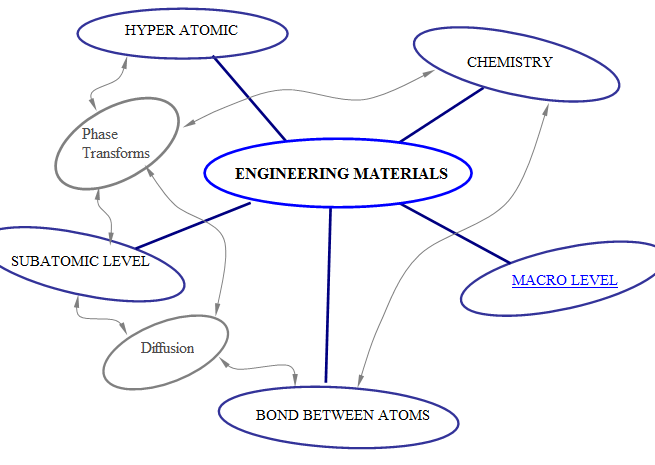 HYPER ATOMIC
CHEMISTRY
Phase
Transforms
ENGINEERING MATERIALS
SUBATOMIC LEVEL
MACRO LEVEL
Diffusion
BOND BETWEEN ATOMS